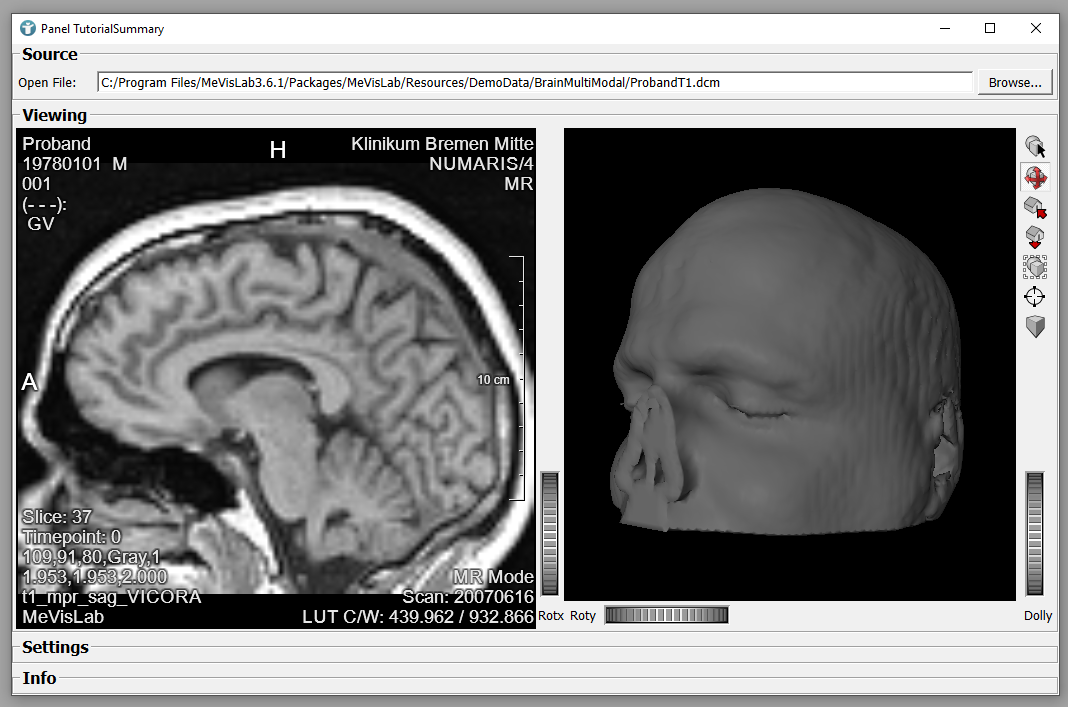 Panel TutorialSummary
Source
Open File: C:/Program Files/MeVisLab3.6.1/Packages/MeVisLab/Resources/DemoData/BrainMultiModal/ProbandT1.dcm Browse...
Viewing
Proband
19780101 M
001
(- - -):
GV
H
Klinikum Bremen Mitte
NUMARIS/4
MR
A
10 cm
Slice: 37
Timepoint: 0
109,91,80,Gray,1
1.953,1.953,2.000
t1_mpr_sag_VICORA
MeVisLab
MR Mode
Scan: 20070616
LUT C/W: 439.962 / 932.866
Rotx Roty Dolly
Settings
Info